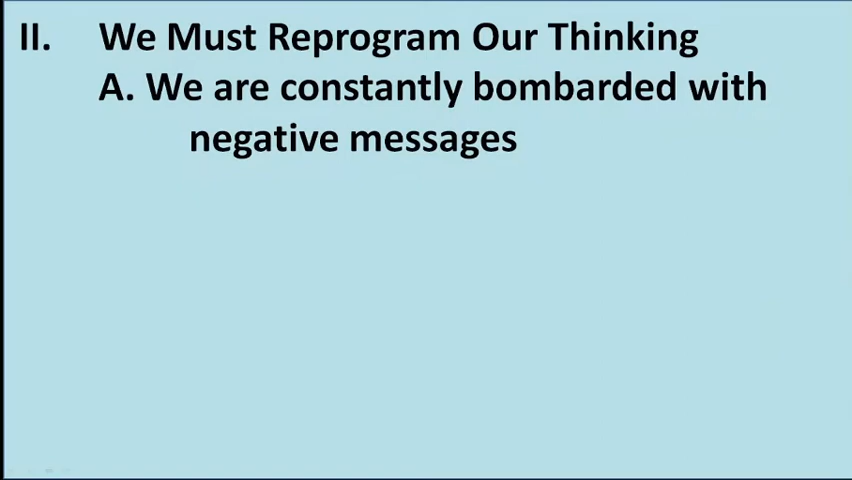 II. We Must Reprogram Our Thinking
A. We are constantly bombarded with
negative messages